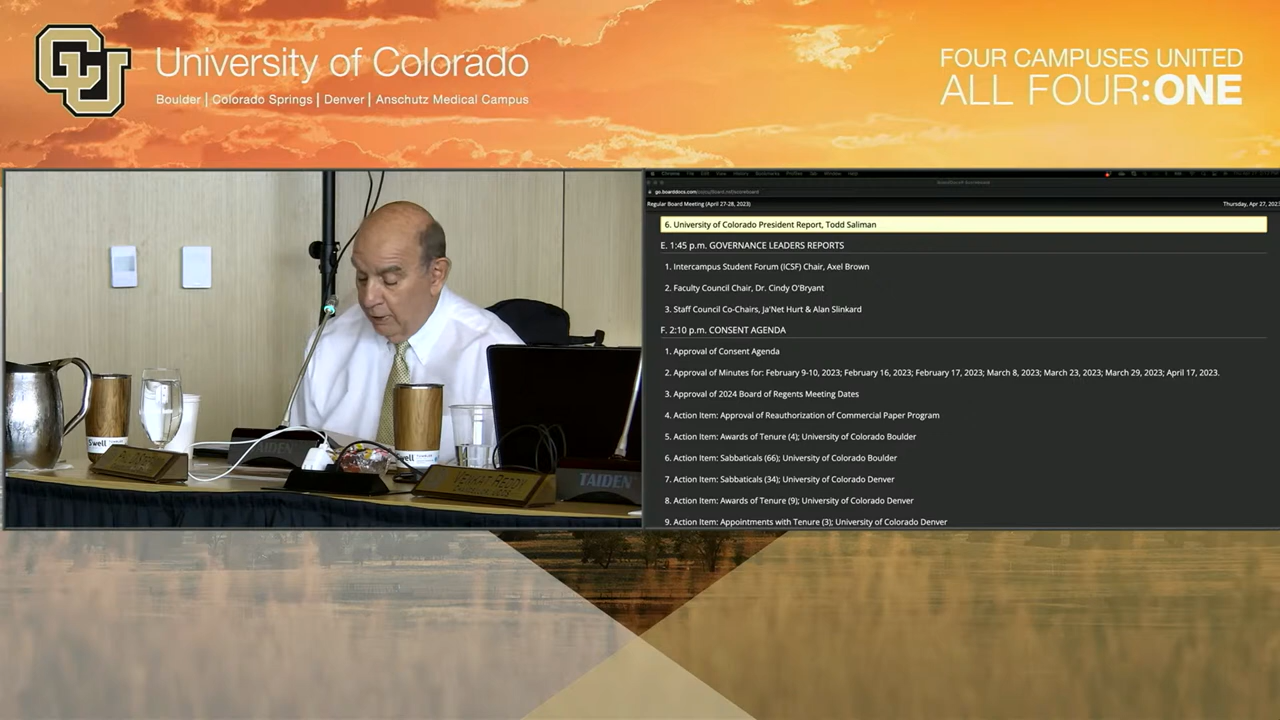 CU
University of Colorado
Boulder | Colorado Springs | Denver | Anschutz Medical Campus
FOUR CAMPUSES UNITED
ALL FOUR:ONE
Regular Board Meeting (April 27-28, 2023)
Thursday, Apr 27, 2023
6. University of Colorado President Report, Todd Saliman
E. 1:45 p.m. GOVERNANCE LEADERS REPORTS
1. Intercampus Student Forum (ICSF) Chair, Axel Brown
2. Faculty Council Chair, Dr. Cindy O'Bryant
3. Staff Council Co-Chairs, Ja'Net Hurt & Alan Slinkard
F. 2:10 p.m. CONSENT AGENDA
1. Approval of Consent Agenda
2. Approval of Minutes for: February 9-10, 2023; February 16, 2023; February 17, 2023; March 8, 2023; March 23, 2023; March 29, 2023; April 17, 2023.
3. Approval of 2024 Board of Regents Meeting Dates
4. Action Item: Approval of Reauthorization of Commercial Paper Program
5. Action Item: Awards of Tenure (4); University of Colorado Boulder
6. Action Item: Sabbaticals (66); University of Colorado Boulder
7. Action Item: Sabbaticals (34); University of Colorado Denver
8. Action Item: Awards of Tenure (9); University of Colorado Denver
9. Action Item: Appointments with Tenure (3); University of Colorado Denver
S'well
TAIDEN
VENKAT REDDY
TAIDEN